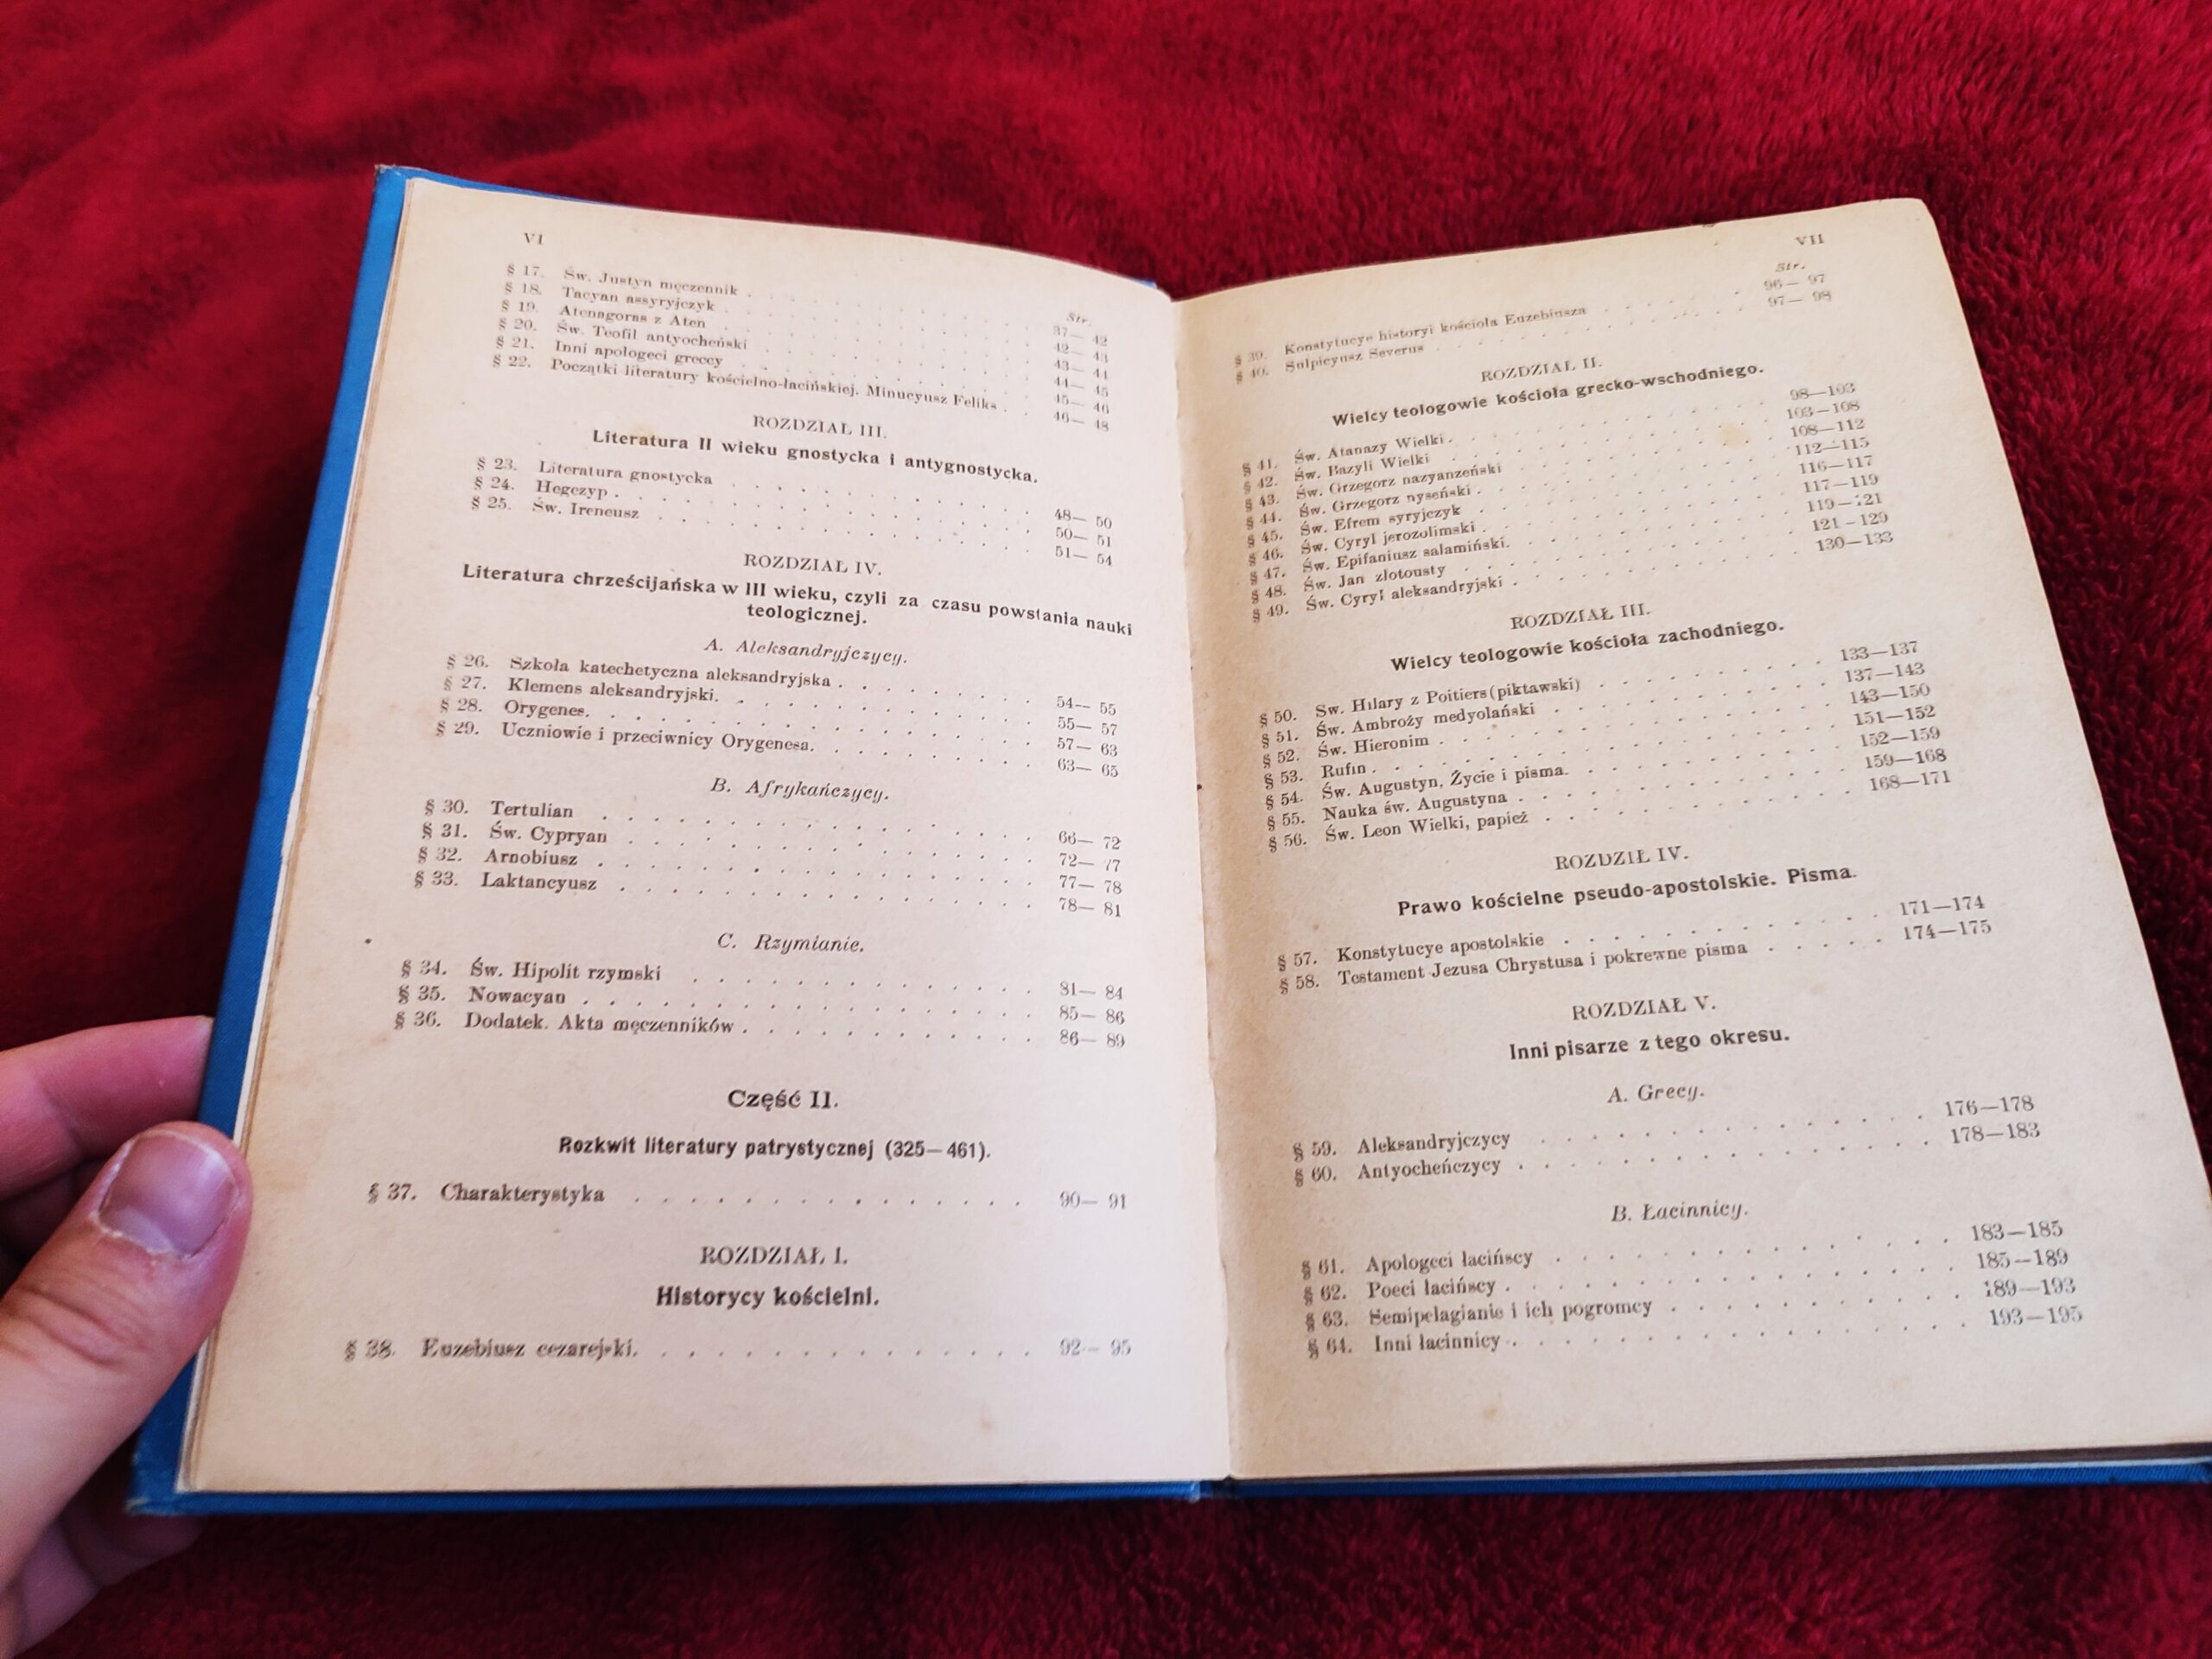 VI
Str.
§ 17. Św. Justyn męczennik . . . 37— 42
§ 18. Tacyan assyryjczyk . . . 42— 43
§ 19. Atenagoras z Aten . . . 43— 44
§ 20. Św. Teofil antyocheński . . . 44— 45
§ 21. Inni apologeci greccy . . . 45— 46
§ 22. Początki literatury kościelno-łacińskiej. Minucyusz Feliks . . 46— 48
ROZDZIAŁ III.
Literatura II wieku gnostycka i antygnostycka.
§ 23. Literatura gnostycka . . . 48— 50
§ 24. Hegezyp . . . 50— 51
§ 25. Św. Ireneusz . . . 51— 54
ROZDZIAŁ IV.
Literatura chrześcijańska w III wieku, czyli za czasu powstania nauki
teologicznej.
A. Aleksandryjczycy.
§ 26. Szkoła katechetyczna aleksandryjska . . . 54— 55
§ 27. Klemens aleksandryjski. . . . 55— 57
§ 28. Orygenes. . . . 57— 63
§ 29. Uczniowie i przeciwnicy Orygenesa. . . . 63— 65
B. Afrykańczycy.
§ 30. Tertulian . . . 66— 72
§ 31. Św. Cypryan . . . 72— 77
§ 32. Arnobiusz . . . 77— 78
§ 33. Laktancyusz . . . 78— 81
C. Rzymianie.
§ 34. Św. Hipolit rzymski . . . 81— 84
§ 35. Nowacyan . . . 85— 86
§ 36. Dodatek. Akta męczenników . . . 86— 89
Część II.
Rozkwit literatury patrystycznej (325—461).
§ 37. Charakterystyka . . . 90— 91
ROZDZIAŁ I.
Historycy kościelni.
§ 38. Euzebiusz cezarejski. . . . 92— 95
VII
Str.
§ 39. Konstytucye historyi kościoła Euzebiusza . . . 96— 97
§ 40. Sulpicyusz Severus . . . 97— 98
ROZDZIAŁ II.
Wielcy teologowie kościoła grecko-wschodniego.
§ 41. Św. Atanazy Wielki . . . 98—103
§ 42. Św. Bazyli Wielki . . . 103—108
§ 43. Św. Grzegorz nazyanzeński . . . 108—112
§ 44. Św. Grzegorz nyseński . . . 112—115
§ 45. Św. Efrem syryjczyk . . . 116—117
§ 46. Św. Cyryl jerozolimski . . . 117—119
§ 47. Św. Epifaniusz salamiński. . . . 119—121
§ 48. Św. Jan złotousty . . . 121—129
§ 49. Św. Cyryl aleksandryjski . . . 130—133
ROZDZIAŁ III.
Wielcy teologowie kościoła zachodniego.
§ 50. Sw. Hilary z Poitiers (piktawski) . . . 133—137
§ 51. Św. Ambroży medyolański . . . 137—143
§ 52. Św. Hieronim . . . 143—150
§ 53. Rufin . . . 151—152
§ 54. Św. Augustyn, Życie i pisma. . . . 152—159
§ 55. Nauka św. Augustyna . . . 159—168
§ 56. Św. Leon Wielki, papież . . . 168—171
ROZDZIŁ IV.
Prawo kościelne pseudo-apostolskie. Pisma.
§ 57. Konstytucye apostolskie . . . 171—174
§ 58. Testament Jezusa Chrystusa i pokrewne pisma . . . 174—175
ROZDZIAŁ V.
Inni pisarze z tego okresu.
A. Grecy.
§ 59. Aleksandryjczycy . . . 176—178
§ 60. Antyocheńczycy . . . 178—183
B. Łacinnicy.
§ 61. Apologeci łacińscy . . . 183—185
§ 62. Poeci łacińscy . . . 185—189
§ 63. Semipelagianie i ich pogromcy . . . 189—193
§ 64. Inni łacinnicy . . . 193—195